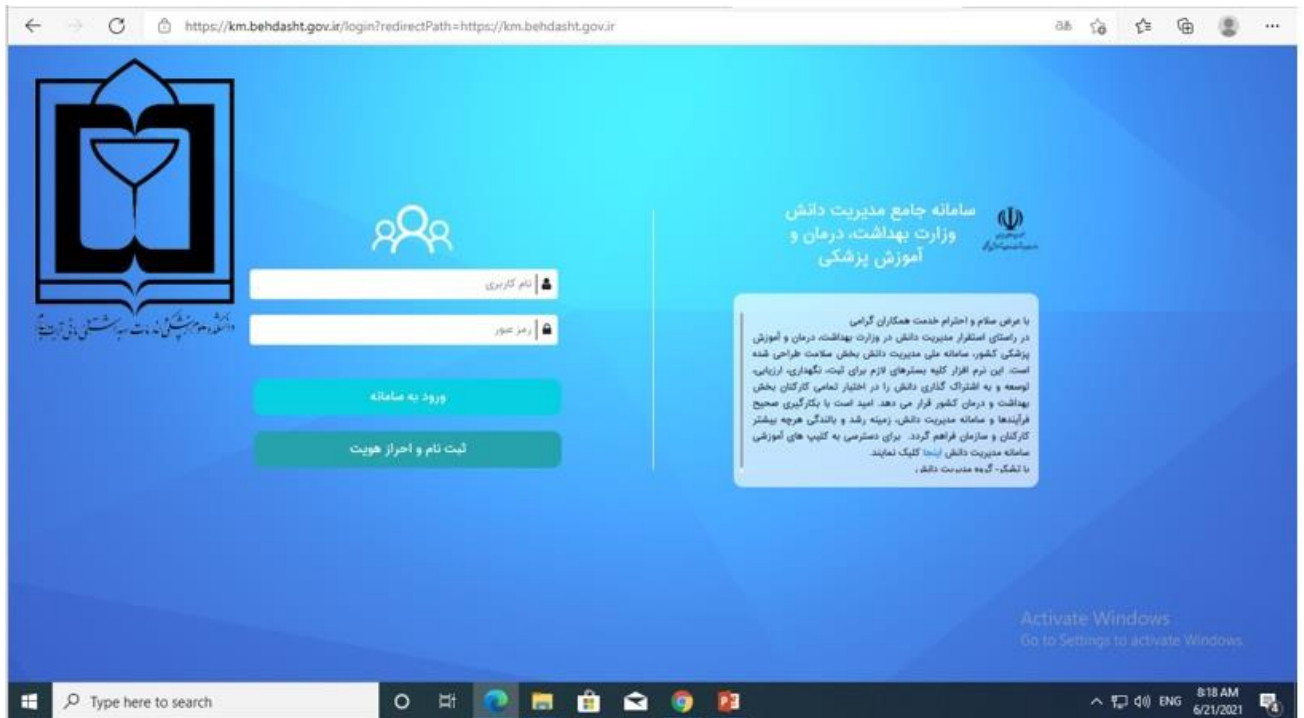 https://km.behdasht.gov.ir/login?redirectPath=https://km.behdasht.gov.ir
سامانه جامع مدیریت دانش
وزارت بهداشت، درمان و
آموزش پزشکی
نام کاربری
رمز عبور
ورود به سامانه
ثبت نام و احراز هویت
با عرض سلام و احترام خدمت همکاران گرامی
در راستای استقرار مدیریت دانش در وزارت بهداشت، درمان و آموزش
پزشکی کشور، سامانه ملی مدیریت دانش بخش سلامت طراحی شده
است. این نرم افزار کلیه بسترهای لازم برای ثبت، نگهداری، ارزیابی،
توسعه و به اشتراک گذاری دانش را در اختیار تمامی کارکنان بخش
بهداشت و درمان کشور قرار می دهد. امید است با بکارگیری صحیح
فرآیندها و سامانه مدیریت دانش، زمینه رشد و بالندگی هرچه بیشتر
کارکنان و سازمان فراهم گردد. برای دسترسی به کلیپ های آموزشی
سامانه مدیریت دانش اینجا کلیک نمایند.
با تشکر- گروه مدیریت دانش
Activate Windows
Go to Settings to activate Windows.
Type here to search
ENG
8:18 AM
6/21/2021
4